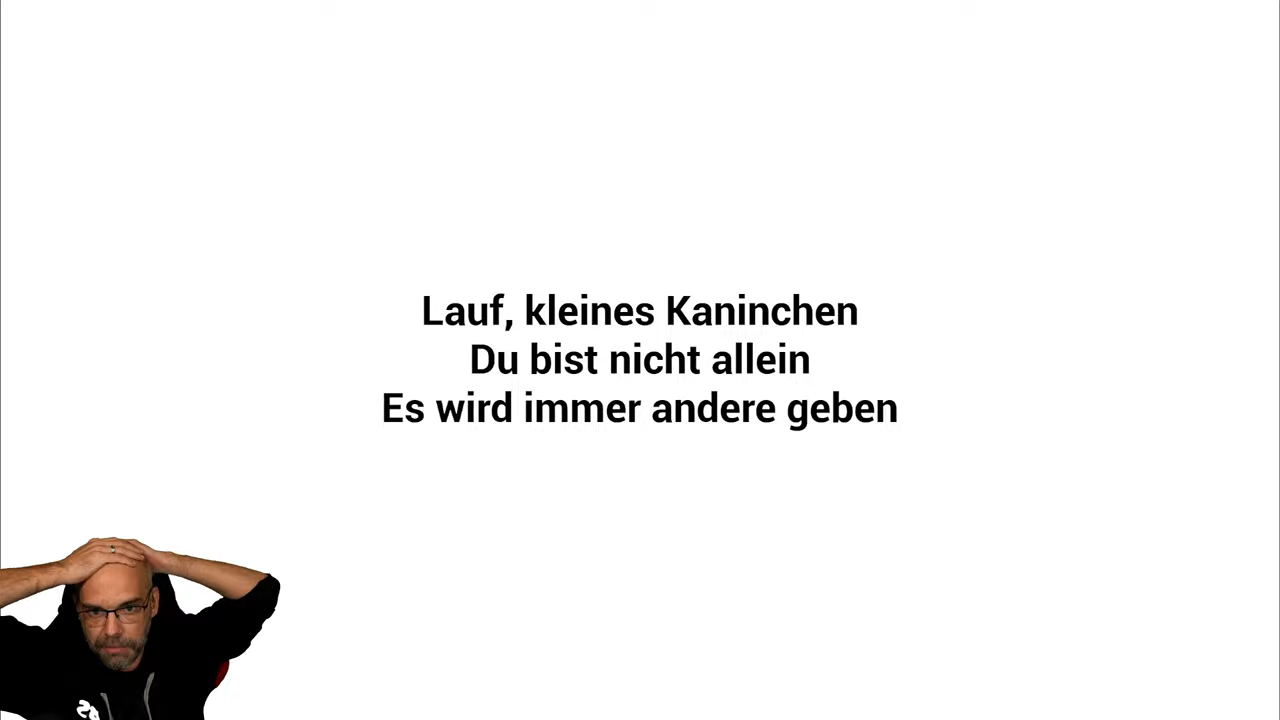 Lauf, kleines Kaninchen
Du bist nicht allein
Es wird immer andere geben